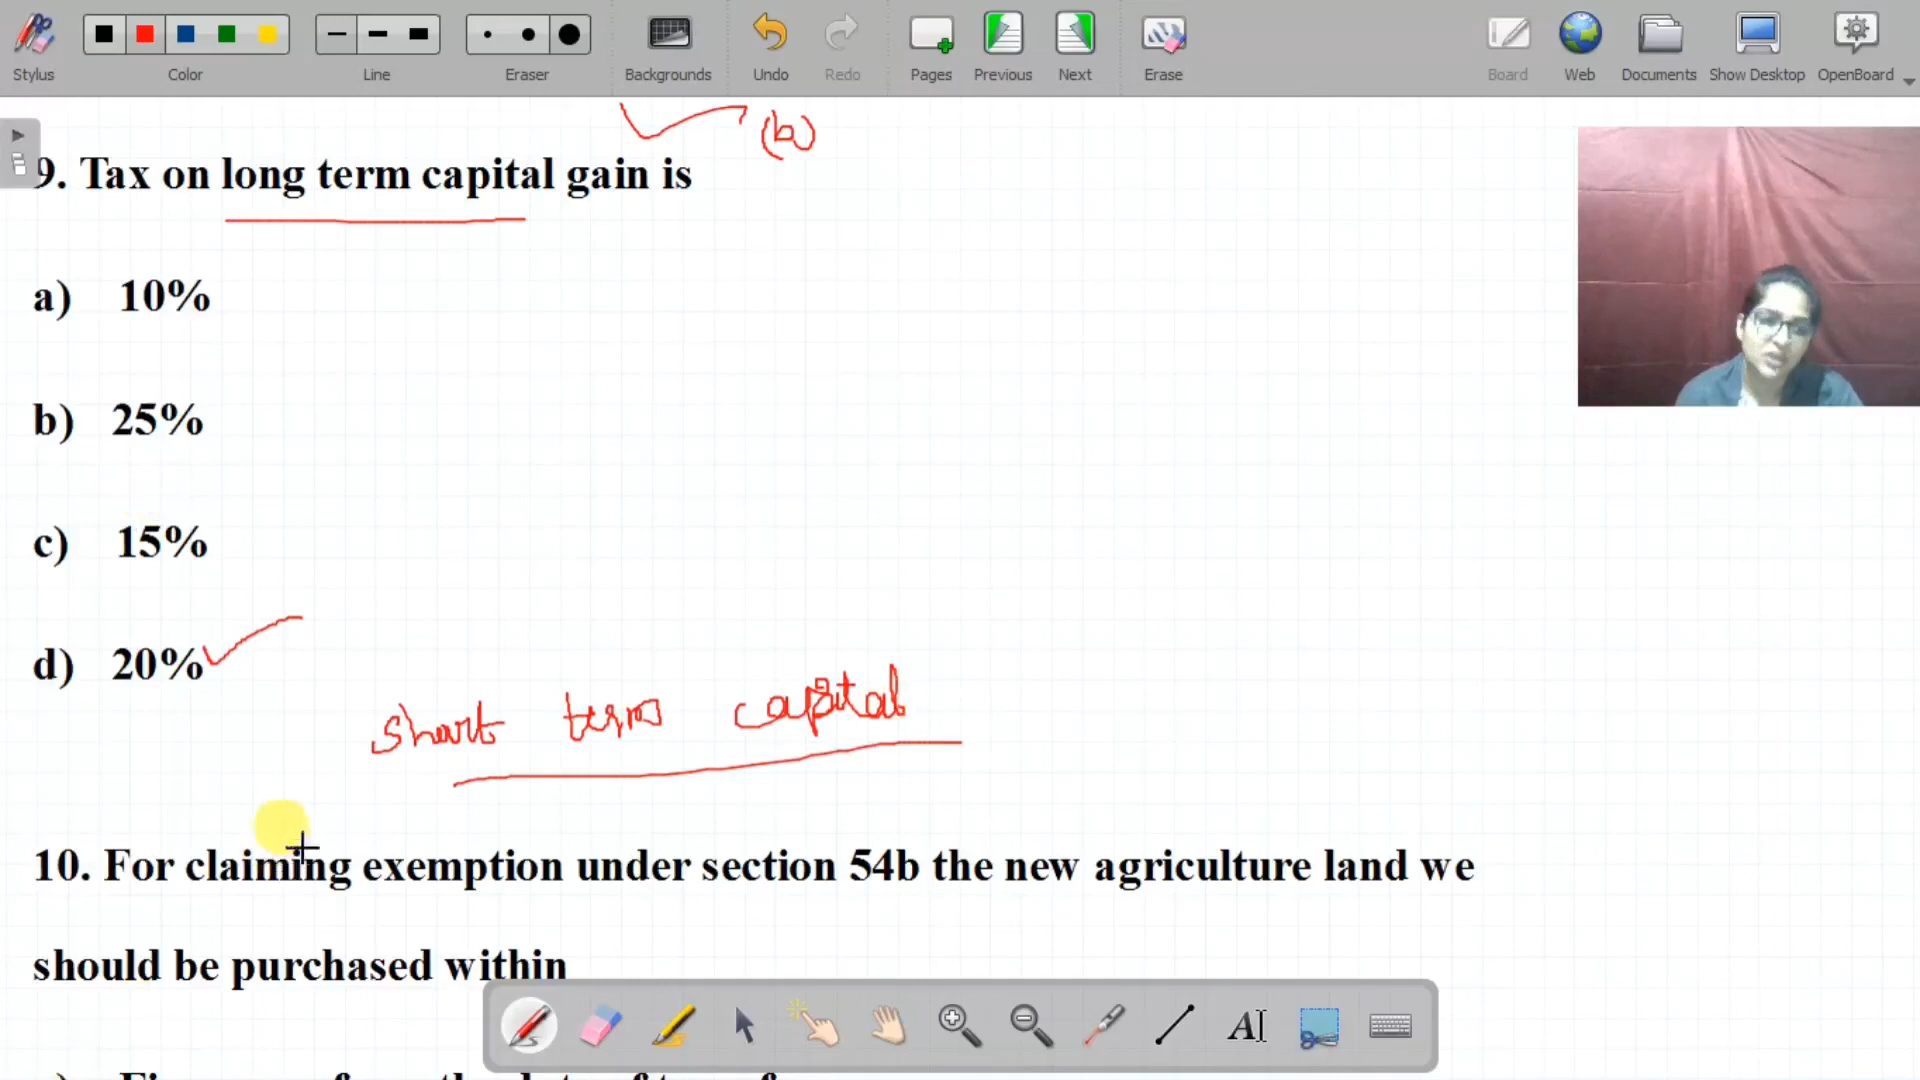 Stylus Color Line Eraser Backgrounds Undo Redo Pages Previous Next Erase Board Web Documents Show Desktop OpenBoard
(b)
9. Tax on long term capital gain is
a) 10%
b) 25%
c) 15%
d) 20%
short term capital
10. For claiming exemption under section 54b the new agriculture land we
should be purchased within